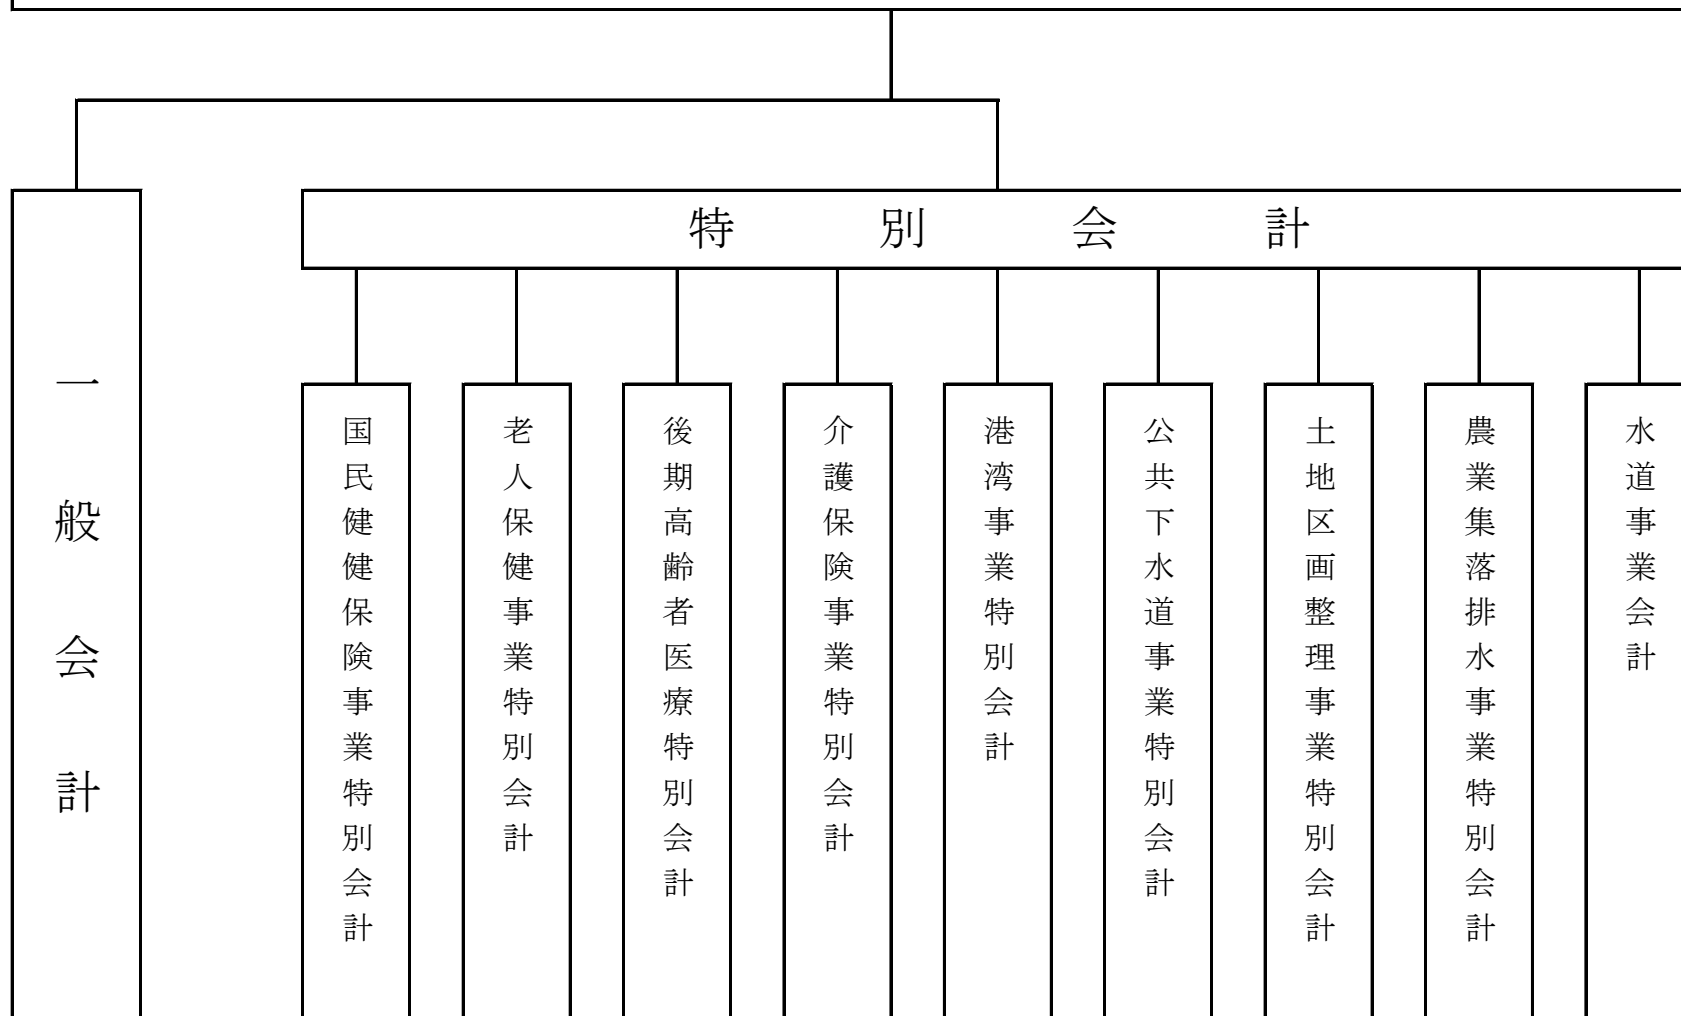 特別会計
一般会計
国民健健保険事業特別会計
老人保健事業特別会計
後期高齢者医療特別会計
介護保険事業特別会計
港湾事業特別会計
公共下水道事業特別会計
土地区画整理事業特別会計
農業集落排水事業特別会計
水道事業会計